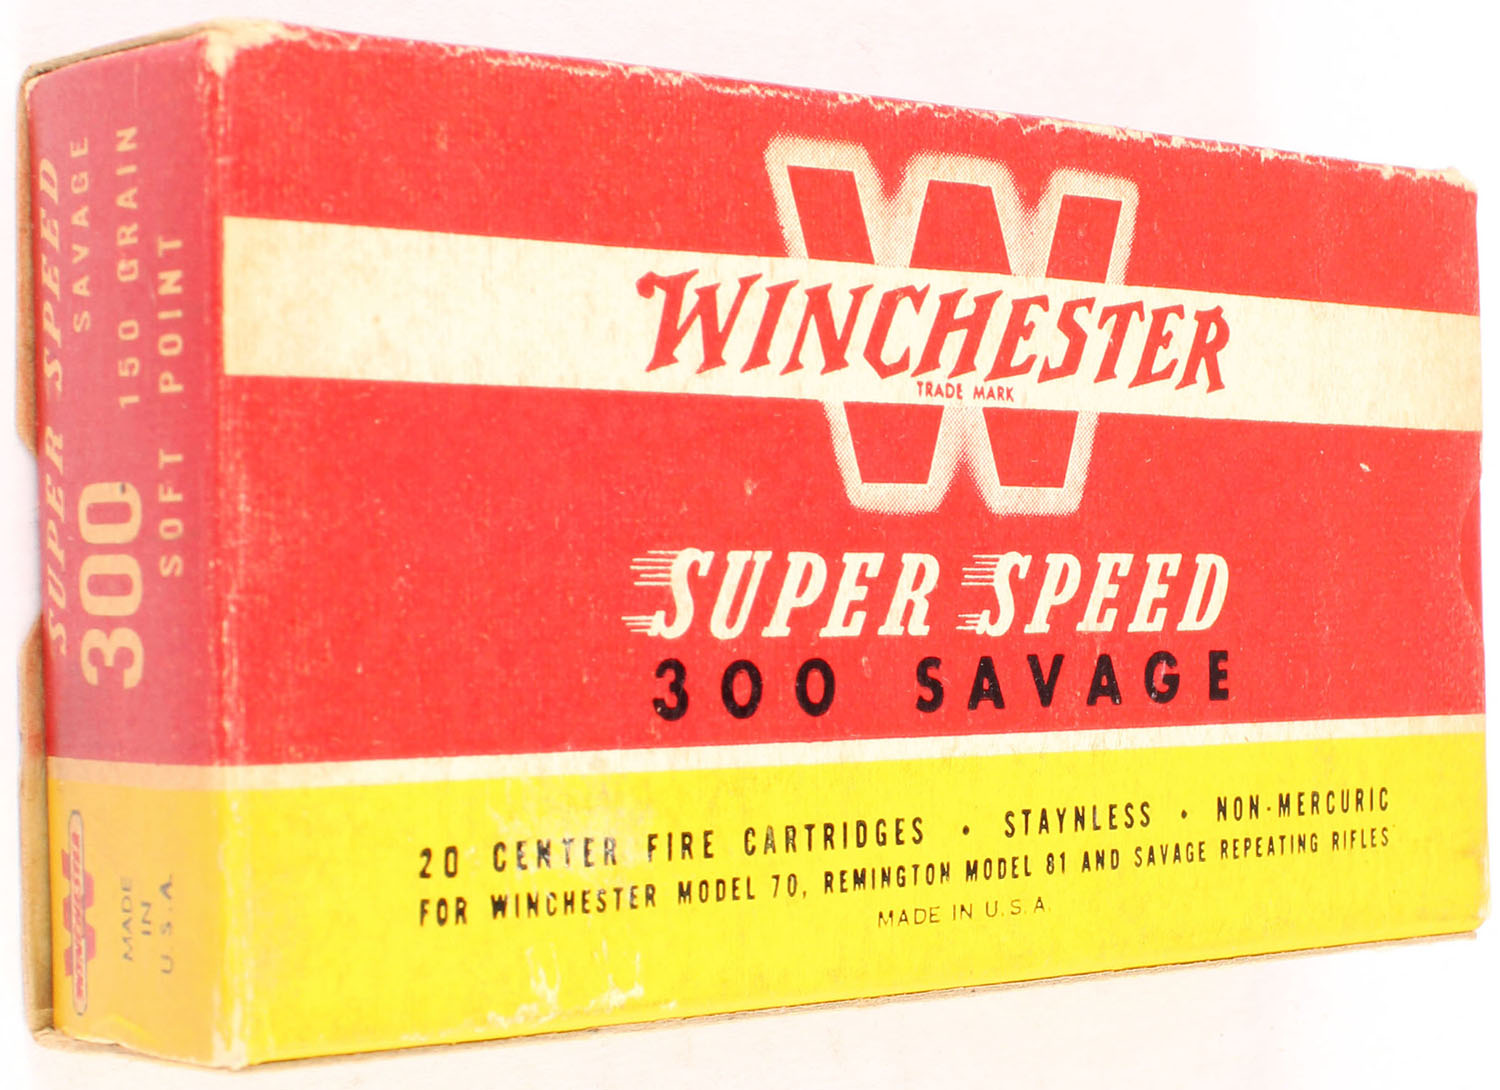 SUPER SPEED
300 SAVAGE
150 GRAIN
SOFT POINT
WINCHESTER
MADE
IN
U.S.A.
W
WINCHESTER
TRADE MARK
SUPER SPEED
300 SAVAGE
20 CENTER FIRE CARTRIDGES • STAYNLESS • NON-MERCURIC
FOR WINCHESTER MODEL 70, REMINGTON MODEL 81 AND SAVAGE REPEATING RIFLES
MADE IN U.S.A.